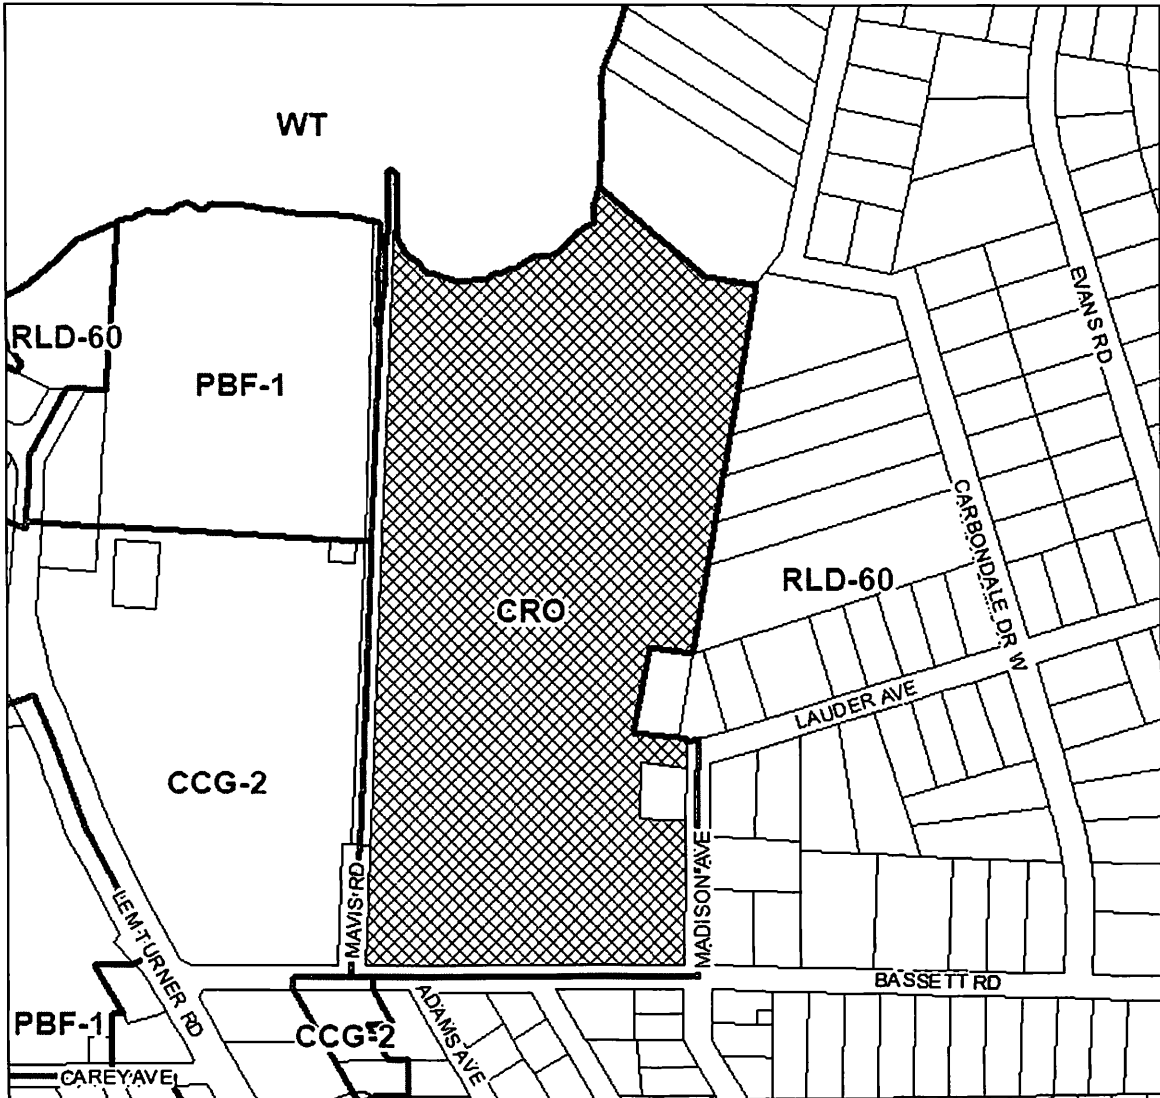 WT
EVANS RD
RLD-60
PBF-1
CARBONDALE DR W
RLD-60
CRO
LAUDER AVE
CCG-2
MADISON AVE
MAVIS RD
LEM TURNER RD
BASSETT RD
ADAMS AVE
PBF-1
CCG-2
CAREY AVE